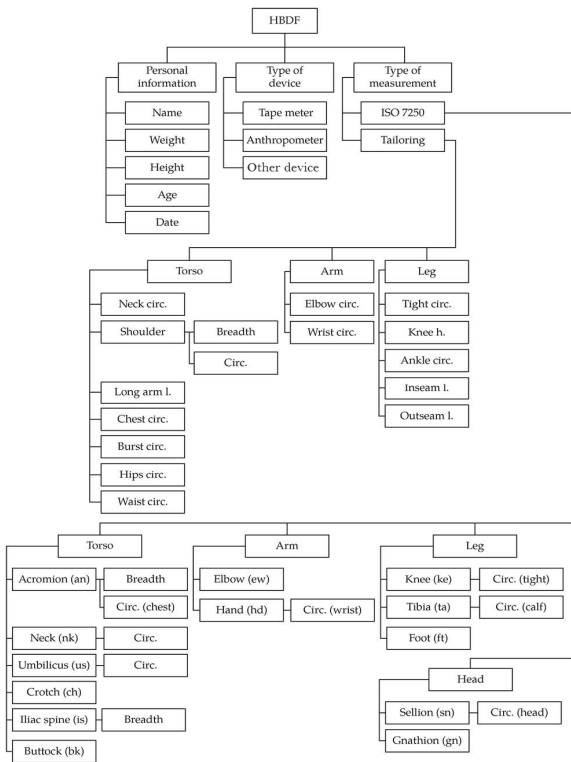 HBDF
Personal
information
Type of
device
Type of
measurement
Name
Weight
Height
Age
Date
Tape meter
Anthropometer
Other device
ISO 7250
Tailoring
Torso
Neck circ.
Shoulder
Breadth
Circ.
Long arm l.
Chest circ.
Burst circ.
Hips circ.
Waist circ.
Arm
Elbow circ.
Wrist circ.
Leg
Tight circ.
Knee h.
Ankle circ.
Inseam l.
Outseam l.
Torso
Acromion (an)
Breadth
Circ. (chest)
Neck (nk)
Circ.
Umbilicus (us)
Circ.
Crotch (ch)
Iliac spine (is)
Breadth
Buttock (bk)
Arm
Elbow (ew)
Hand (hd)
Circ. (wrist)
Leg
Knee (ke)
Circ. (tight)
Tibia (ta)
Circ. (calf)
Foot (ft)
Head
Sellion (sn)
Circ. (head)
Gnathion (gn)